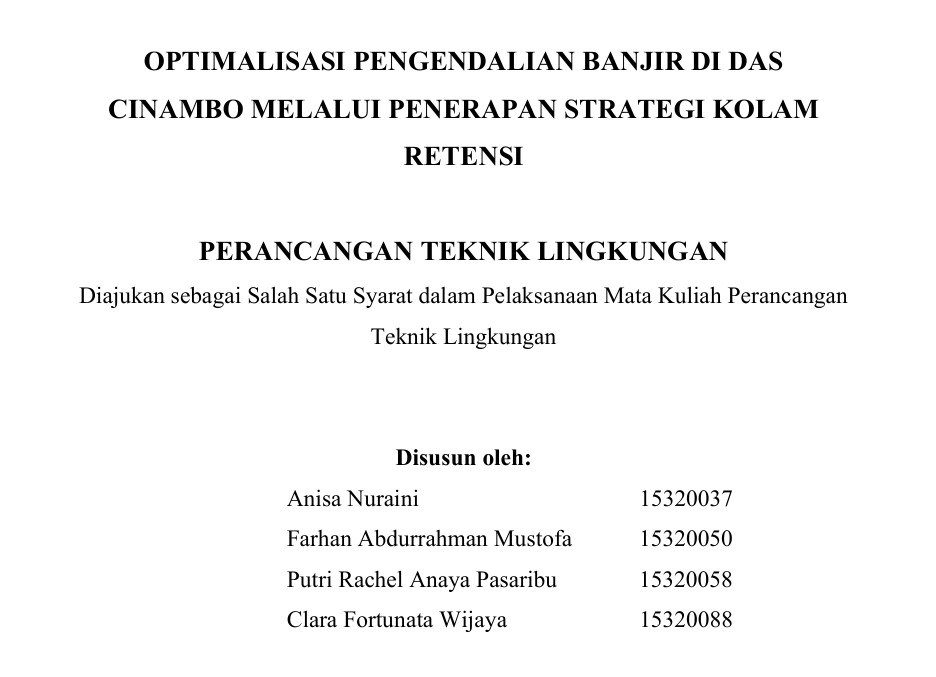 OPTIMALISASI PENGENDALIAN BANJIR DI DAS
CINAMBO MELALUI PENERAPAN STRATEGI KOLAM
RETENSI
PERANCANGAN TEKNIK LINGKUNGAN
Diajukan sebagai Salah Satu Syarat dalam Pelaksanaan Mata Kuliah Perancangan
Teknik Lingkungan
Disusun oleh:
Anisa Nuraini 15320037
Farhan Abdurrahman Mustofa 15320050
Putri Rachel Anaya Pasaribu 15320058
Clara Fortunata Wijaya 15320088